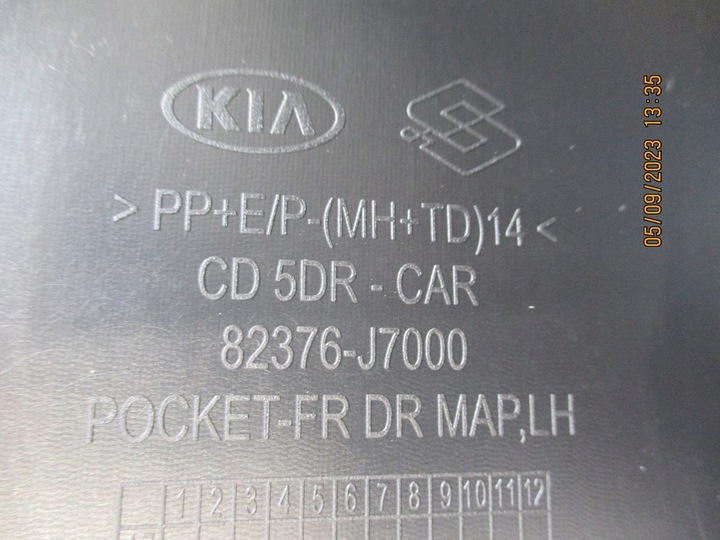 KIA
> PP+E/P-(MH+TD)14 <
CD 5DR - CAR
82376-J7000
POCKET-FR DR MAP,LH
1 2 3 4 5 6 7 8 9 10 11 12
05/09/2023 13:35